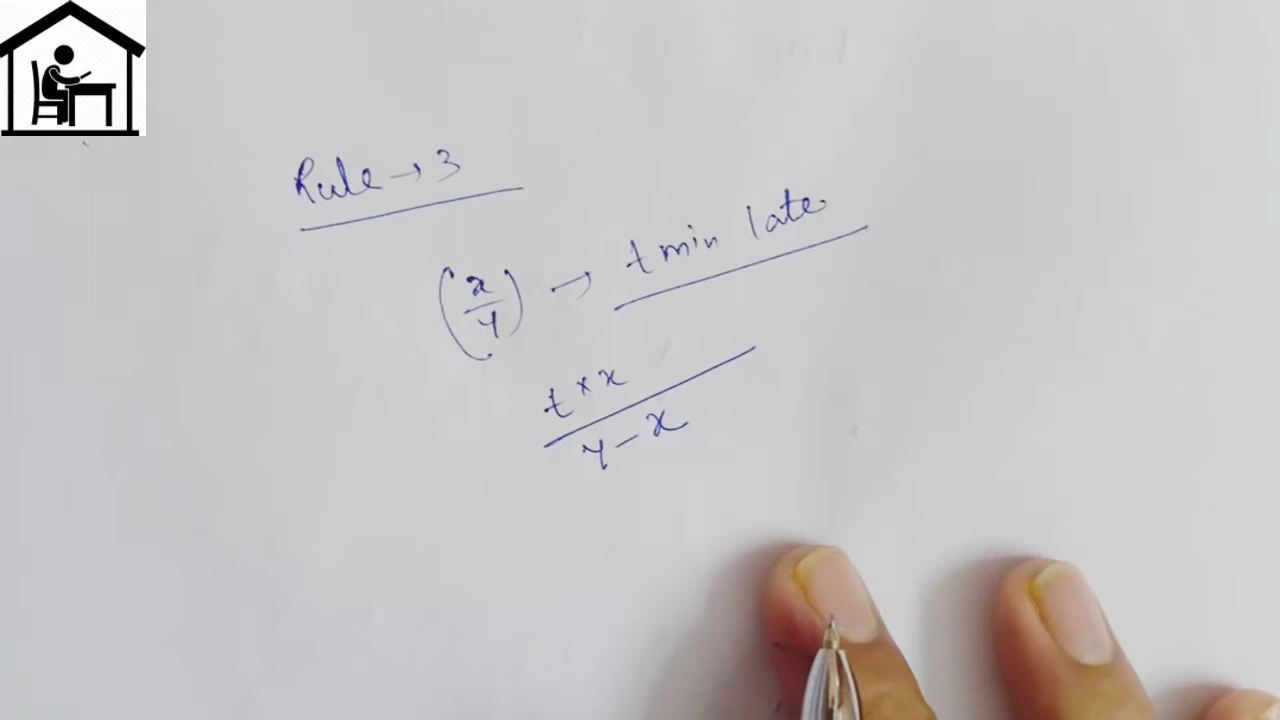 Rule → 3
(x/y) → t min late
t × x
y - x